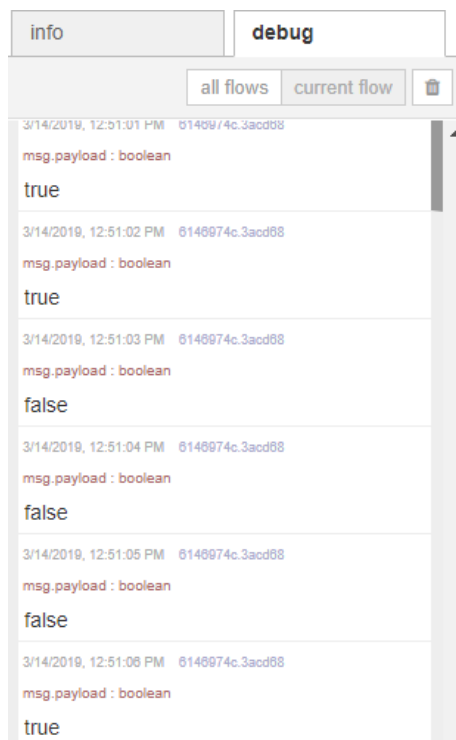 info debug
all flows current flow
3/14/2019, 12:51:01 PM 6146974c.3acd68
msg.payload : boolean
true
3/14/2019, 12:51:02 PM 6146974c.3acd68
msg.payload : boolean
true
3/14/2019, 12:51:03 PM 6146974c.3acd68
msg.payload : boolean
false
3/14/2019, 12:51:04 PM 6146974c.3acd68
msg.payload : boolean
false
3/14/2019, 12:51:05 PM 6146974c.3acd68
msg.payload : boolean
false
3/14/2019, 12:51:06 PM 6146974c.3acd68
msg.payload : boolean
true